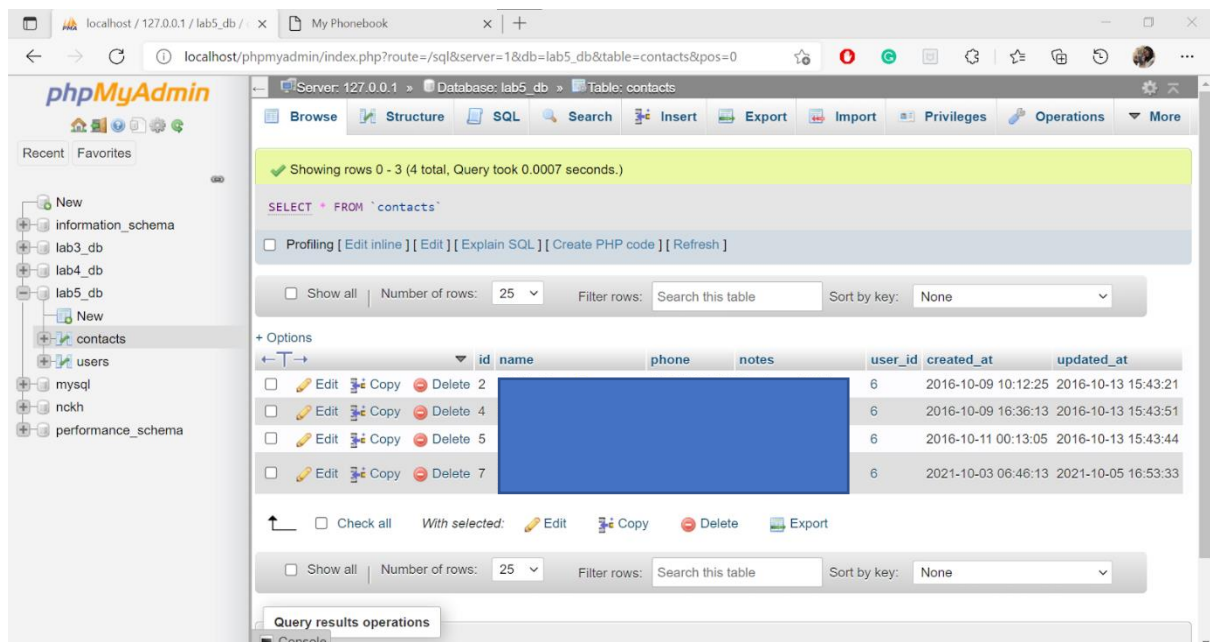 localhost / 127.0.0.1 / lab5_db / My Phonebook
localhost/phpmyadmin/index.php?route=/sql&server=1&db=lab5_db&table=contacts&pos=0
phpMyAdmin
Recent Favorites
New
information_schema
lab3_db
lab4_db
lab5_db
New
contacts
users
mysql
nckh
performance_schema
Server: 127.0.0.1 » Database: lab5_db » Table: contacts
Browse Structure SQL Search Insert Export Import Privileges Operations More
Showing rows 0 - 3 (4 total, Query took 0.0007 seconds.)
SELECT * FROM `contacts`
Profiling [ Edit inline ] [ Edit ] [ Explain SQL ] [ Create PHP code ] [ Refresh ]
Show all | Number of rows: 25 Filter rows: Search this table Sort by key: None
+ Options
←T→ id name phone notes user_id created_at updated_at
Edit Copy Delete 2 6 2016-10-09 10:12:25 2016-10-13 15:43:21
Edit Copy Delete 4 6 2016-10-09 16:36:13 2016-10-13 15:43:51
Edit Copy Delete 5 6 2016-10-11 00:13:05 2016-10-13 15:43:44
Edit Copy Delete 7 6 2021-10-03 06:46:13 2021-10-05 16:53:33
Check all With selected: Edit Copy Delete Export
Show all | Number of rows: 25 Filter rows: Search this table Sort by key: None
Query results operations
Console